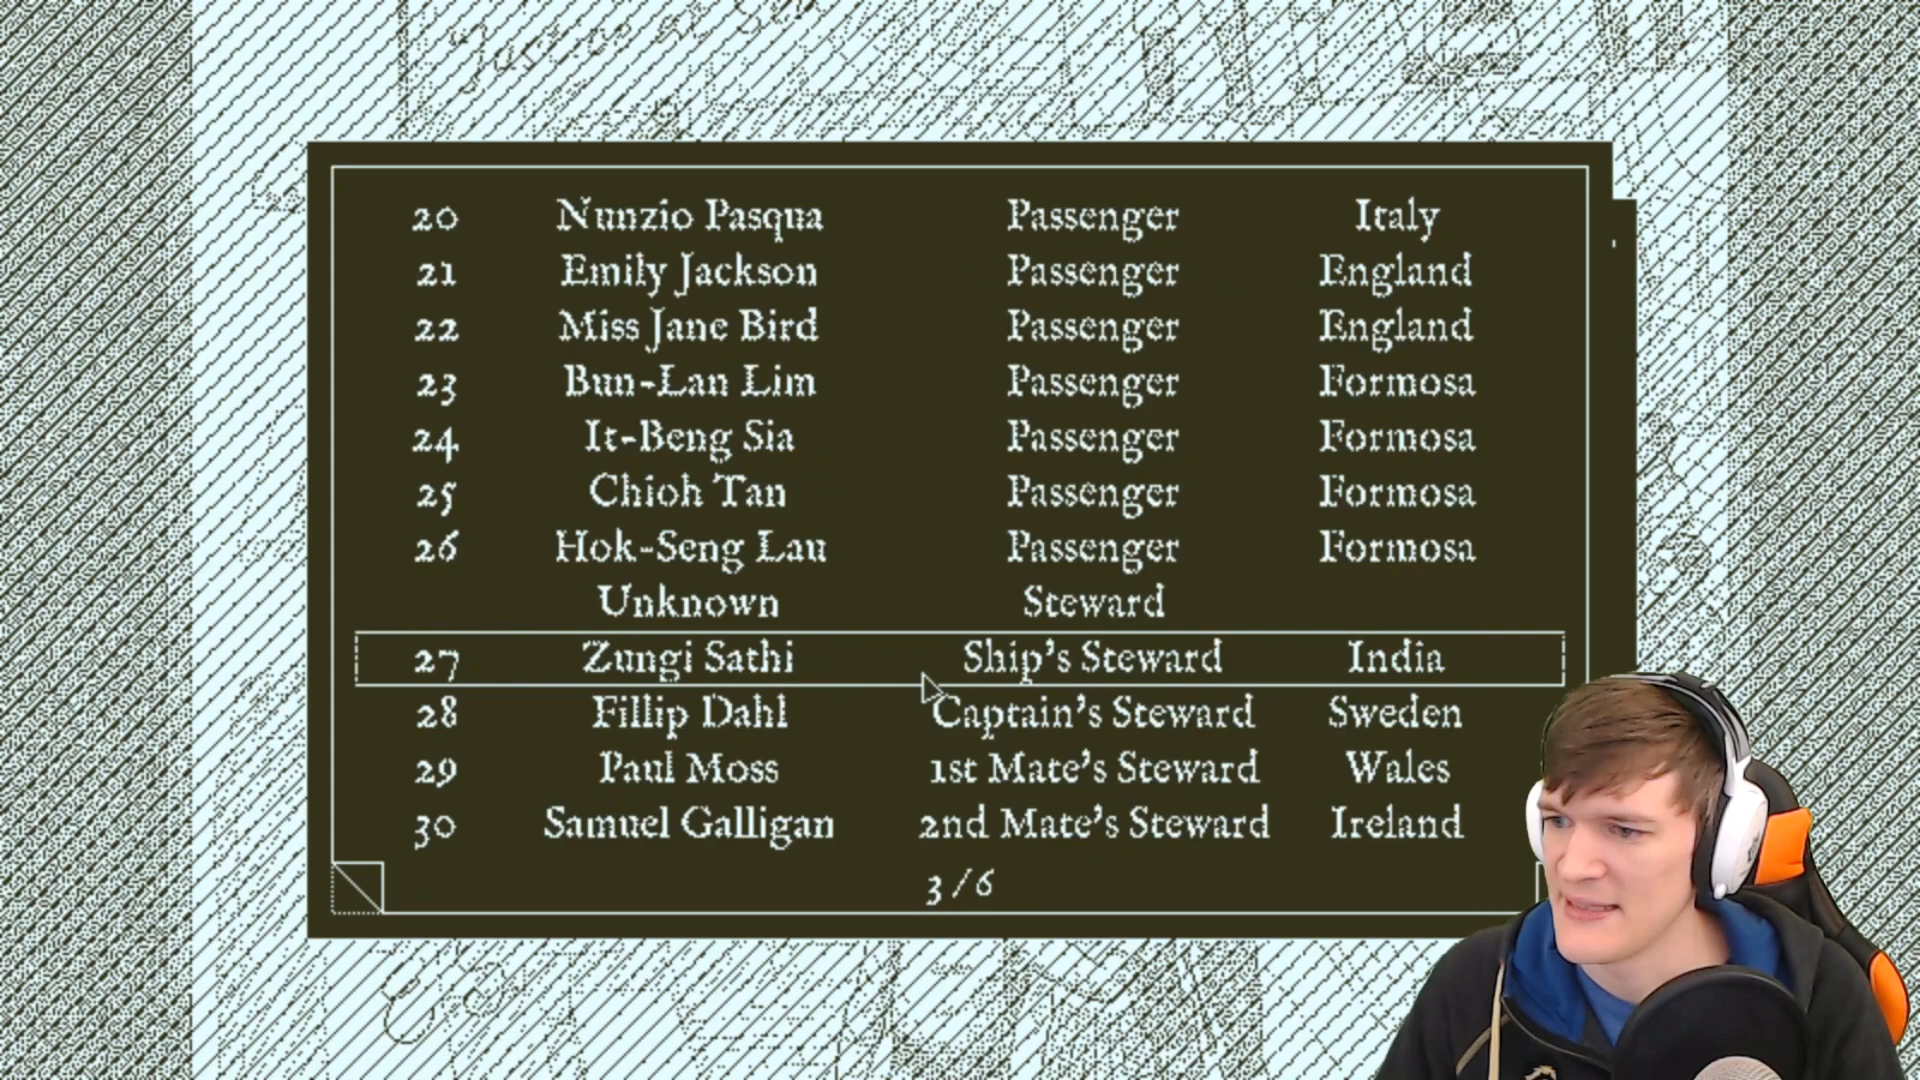 20 Nunzio Pasqua Passenger Italy
21 Emily Jackson Passenger England
22 Miss Jane Bird Passenger England
23 Bun-Lan Lim Passenger Formosa
24 It-Beng Sia Passenger Formosa
25 Chioh Tan Passenger Formosa
26 Hok-Seng Lau Passenger Formosa
Unknown Steward
27 Zungi Sathi Ship's Steward India
28 Fillip Dahl Captain's Steward Sweden
29 Paul Moss 1st Mate's Steward Wales
30 Samuel Galligan 2nd Mate's Steward Ireland
3/6